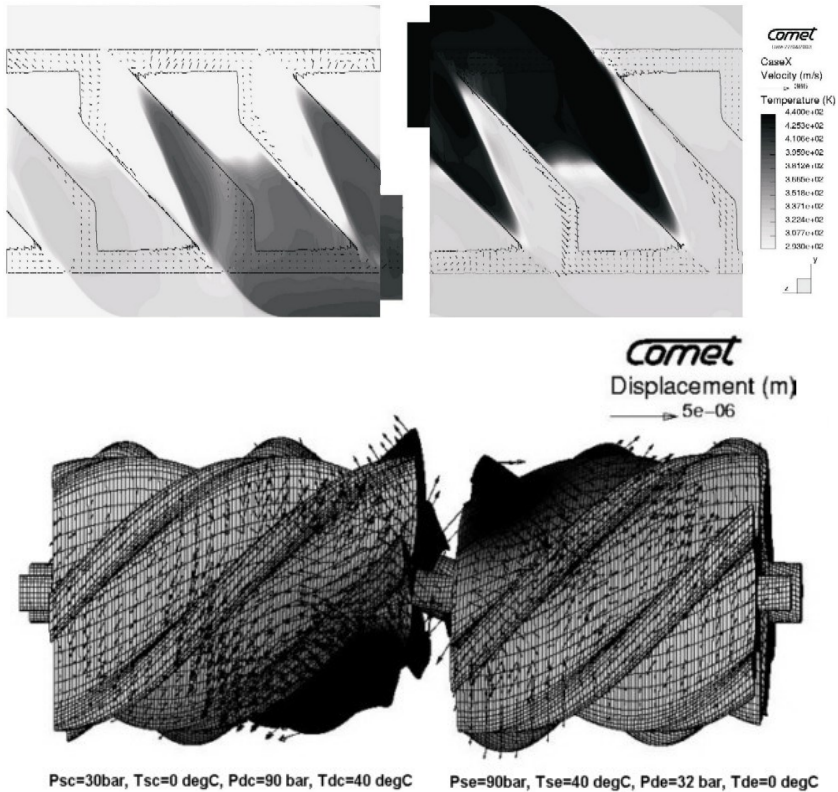 Comet
CaseX
Velocity (m/s)
Temperature (K)
4.400e+02
4.253e+02
4.106e+02
3.959e+02
3.812e+02
3.665e+02
3.518e+02
3.371e+02
3.224e+02
3.077e+02
2.930e+02
y
z
Comet
Displacement (m)
5e-06
Psc=30bar, Tsc=0 degC, Pdc=90 bar, Tdc=40 degC
Pse=90bar, Tse=40 degC, Pde=32 bar, Tde=0 degC